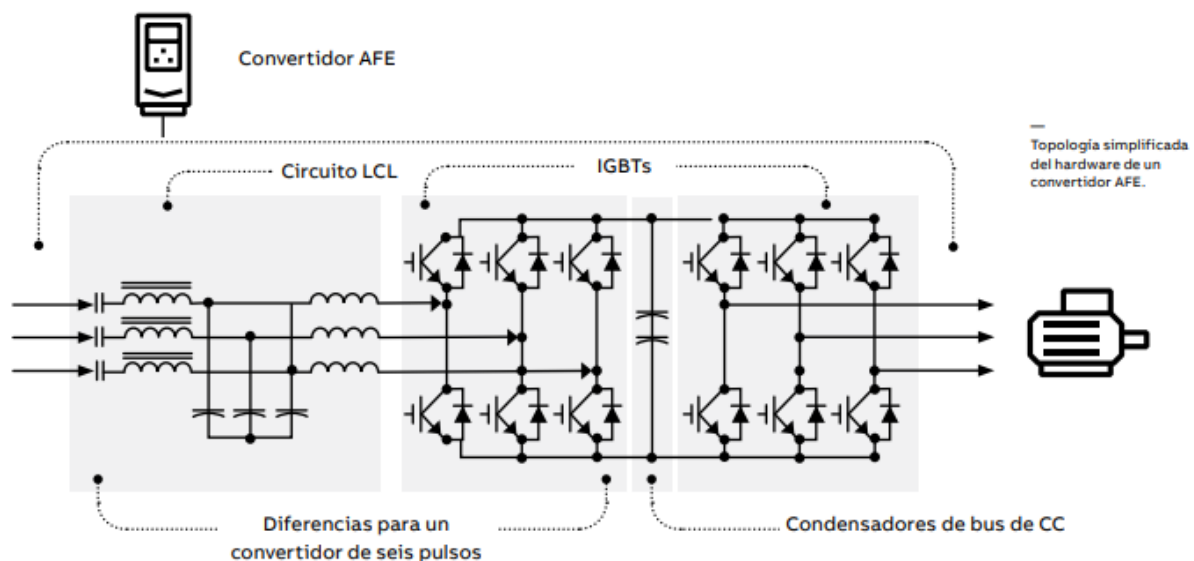 Convertidor AFE
—
Topología simplificada
del hardware de un
convertidor AFE.
Circuito LCL
IGBTs
Diferencias para un
convertidor de seis pulsos
Condensadores de bus de CC